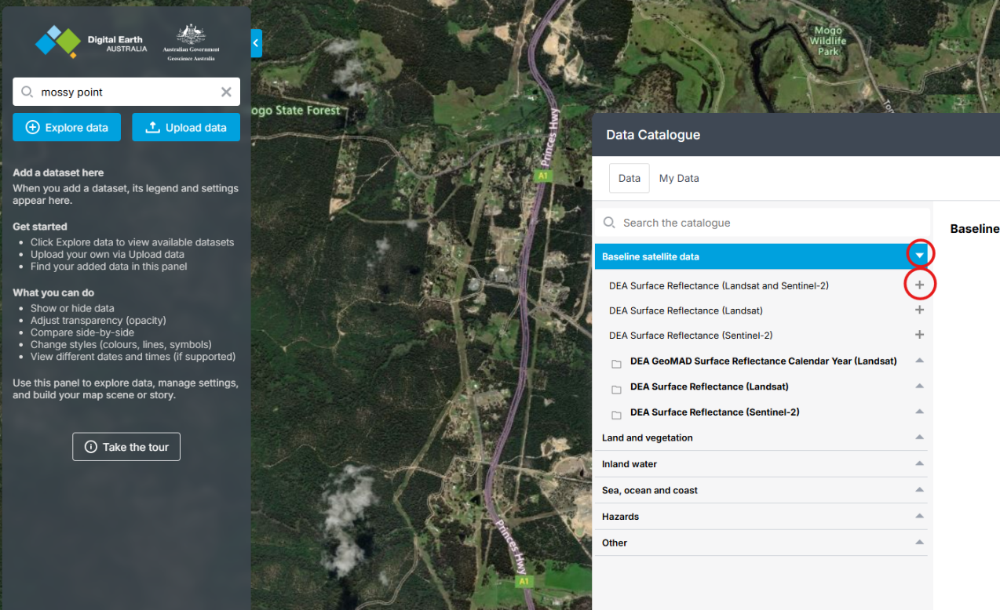 Digital Earth
AUSTRALIA
Australian Government
Geoscience Australia
mossy point
Explore data
Upload data
Add a dataset here
When you add a dataset, its legend and settings
appear here.
Get started
Click Explore data to view available datasets
Upload your own via Upload data
Find your added data in this panel
What you can do
Show or hide data
Adjust transparency (opacity)
Compare side-by-side
Change styles (colours, lines, symbols)
View different dates and times (if supported)
Use this panel to explore data, manage settings,
and build your map scene or story.
Take the tour
ogo State Forest
Princes Hwy
A1
Mogo
Wildlife
Park
Princes Hwy
A1
Data Catalogue
Data
My Data
Search the catalogue
Baseline
Baseline satellite data
DEA Surface Reflectance (Landsat and Sentinel-2)
DEA Surface Reflectance (Landsat)
DEA Surface Reflectance (Sentinel-2)
DEA GeoMAD Surface Reflectance Calendar Year (Landsat)
DEA Surface Reflectance (Landsat)
DEA Surface Reflectance (Sentinel-2)
Land and vegetation
Inland water
Sea, ocean and coast
Hazards
Other